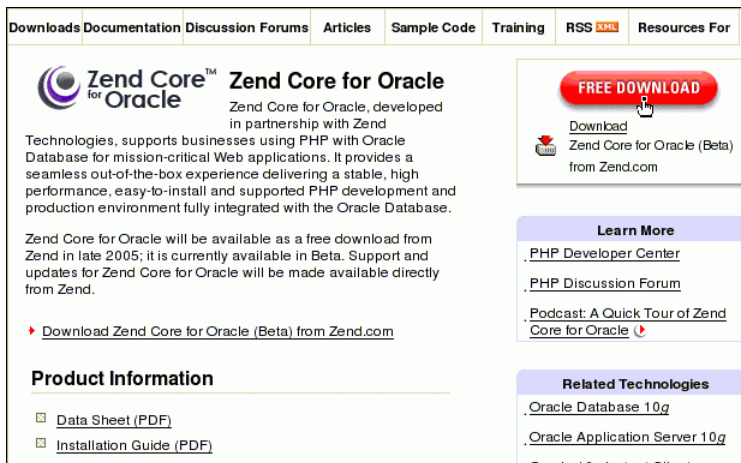 Downloads Documentation Discussion Forums Articles Sample Code Training RSS XML Resources For
Zend Core™
for Oracle
Zend Core for Oracle
Zend Core for Oracle, developed
in partnership with Zend
Technologies, supports businesses using PHP with Oracle
Database for mission-critical Web applications. It provides a
seamless out-of-the-box experience delivering a stable, high
performance, easy-to-install and supported PHP development and
production environment fully integrated with the Oracle Database.
Zend Core for Oracle will be available as a free download from
Zend in late 2005; it is currently available in Beta. Support and
updates for Zend Core for Oracle will be made available directly
from Zend.
Download Zend Core for Oracle (Beta) from Zend.com
Product Information
Data Sheet (PDF)
Installation Guide (PDF)
FREE DOWNLOAD
Download
Zend Core for Oracle (Beta)
from Zend.com
Learn More
PHP Developer Center
PHP Discussion Forum
Podcast: A Quick Tour of Zend
Core for Oracle
Related Technologies
Oracle Database 10g
Oracle Application Server 10g